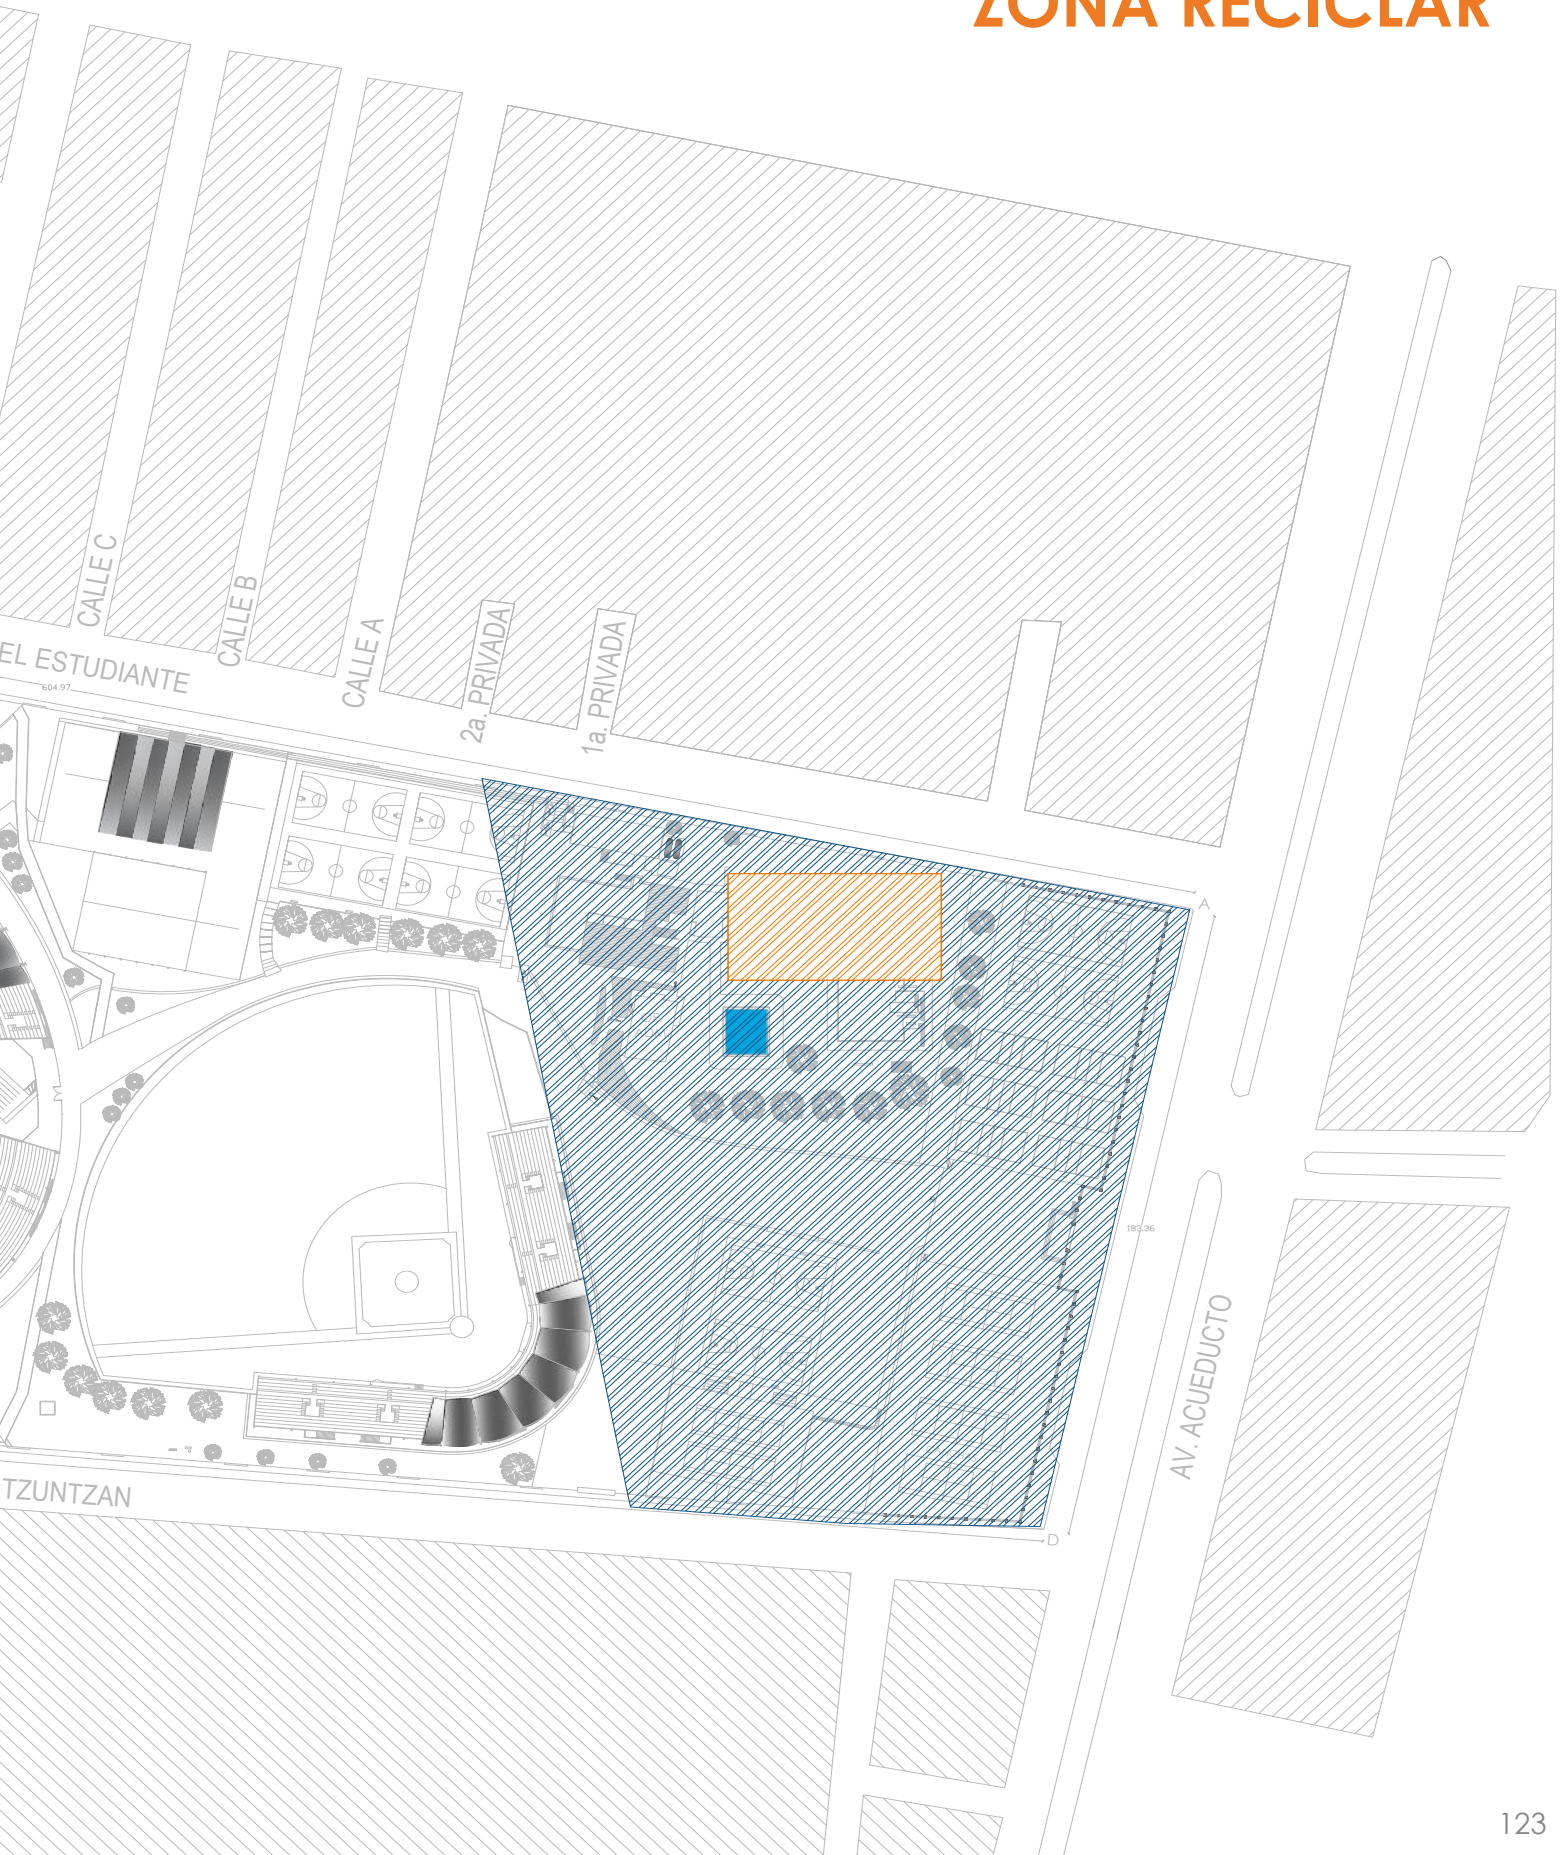 ZONA RECICLAR
CALLE C
CALLE B
CALLE A
2a. PRIVADA
1a. PRIVADA
EL ESTUDIANTE
604.97
A
183.36
AV. ACUEDUCTO
TZUNTZAN
D
123